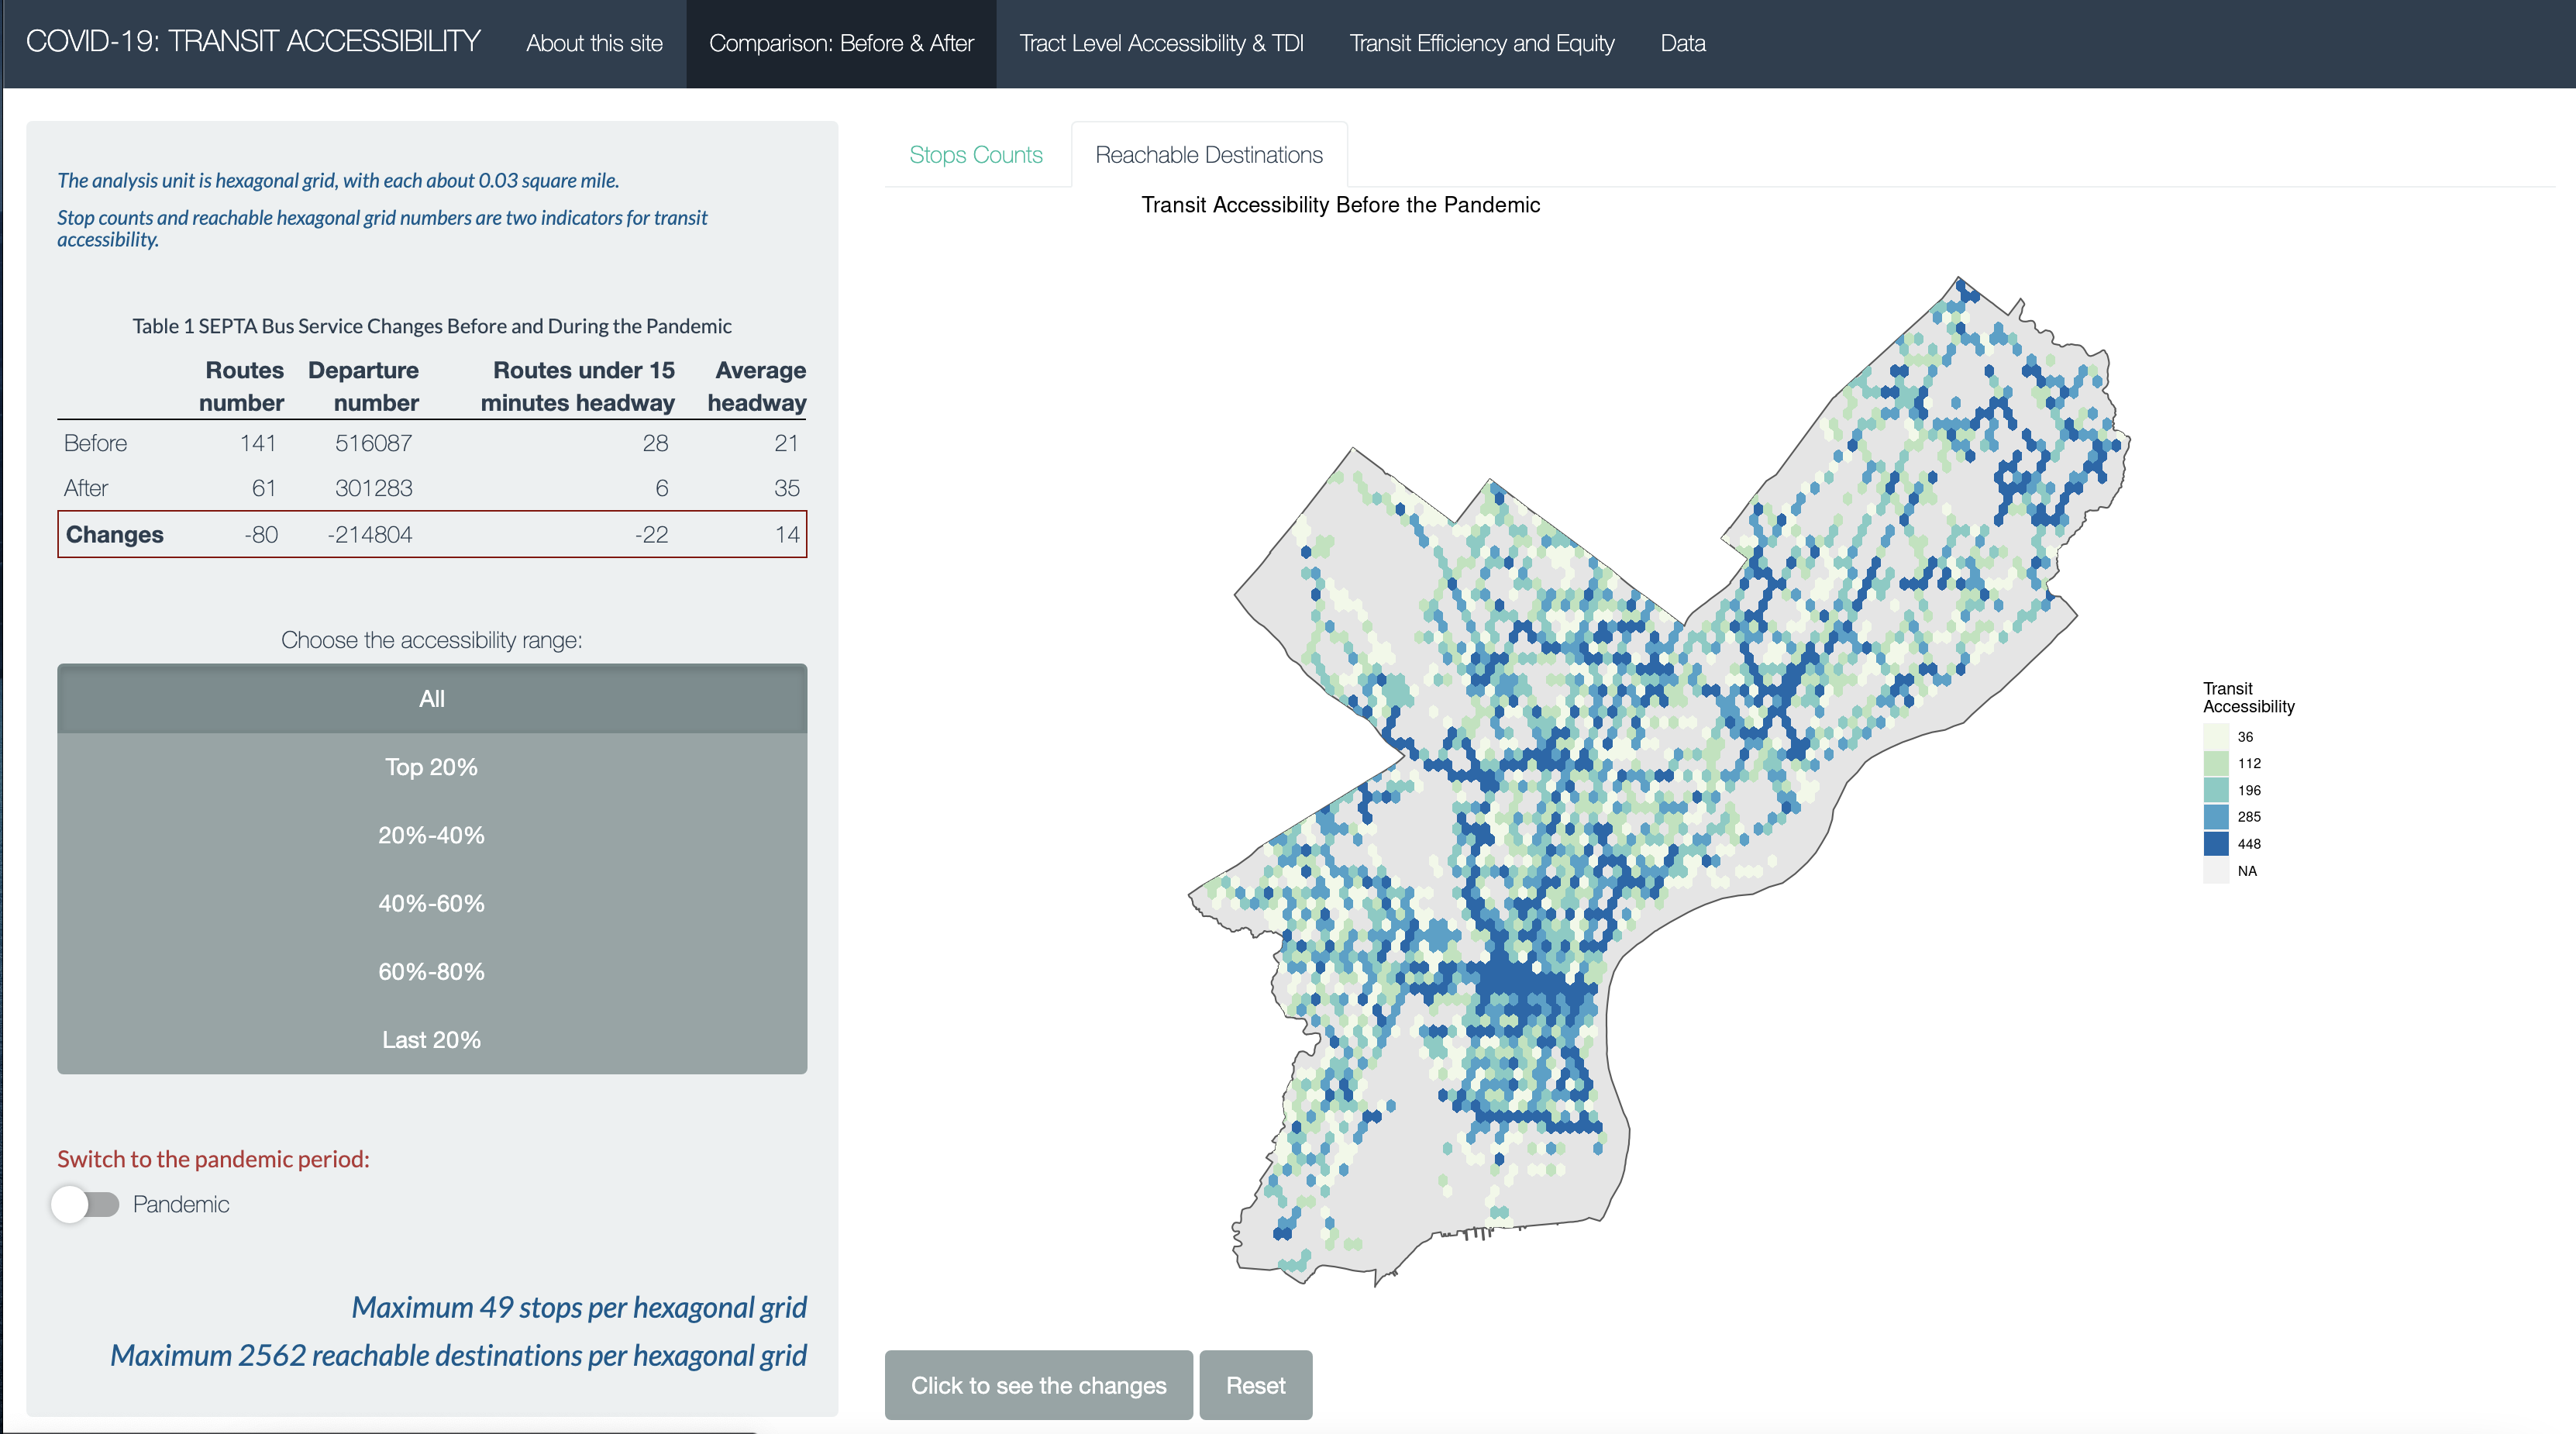 COVID-19: TRANSIT ACCESSIBILITY
About this site
Comparison: Before & After
Tract Level Accessibility & TDI
Transit Efficiency and Equity
Data
The analysis unit is hexagonal grid, with each about 0.03 square mile.
Stop counts and reachable hexagonal grid numbers are two indicators for transit
accessibility.
Table 1 SEPTA Bus Service Changes Before and During the Pandemic
Routes Departure Routes under 15 Average
number number minutes headway headway
Before 141 516087 28 21
After 61 301283 6 35
Changes -80 -214804 -22 14
Choose the accessibility range:
All
Top 20%
20%-40%
40%-60%
60%-80%
Last 20%
Switch to the pandemic period:
Pandemic
Maximum 49 stops per hexagonal grid
Maximum 2562 reachable destinations per hexagonal grid
Stops Counts
Reachable Destinations
Transit Accessibility Before the Pandemic
Transit
Accessibility
36
112
196
285
448
NA
Click to see the changes
Reset